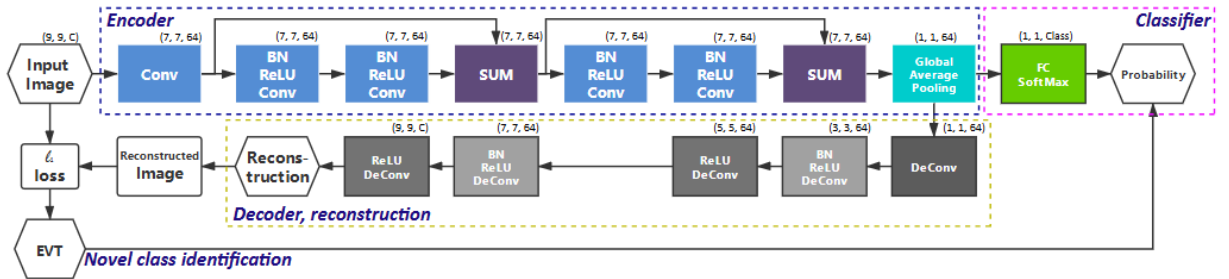 Encoder
Classifier
(9, 9, C)
(7, 7, 64)
(7, 7, 64)
(7, 7, 64)
(7, 7, 64)
(7, 7, 64)
(7, 7, 64)
(7, 7, 64)
(1, 1, 64)
(1, 1, Class)
Input
Image
Conv
BN
ReLU
Conv
BN
ReLU
Conv
SUM
BN
ReLU
Conv
BN
ReLU
Conv
SUM
Global
Average
Pooling
FC
SoftMax
Probability
(9, 9, C)
(7, 7, 64)
(5, 5, 64)
(3, 3, 64)
(1, 1, 64)
ℓ₁
loss
Reconstructed
Image
Recons-
truction
ReLU
DeConv
BN
ReLU
DeConv
ReLU
DeConv
BN
ReLU
DeConv
DeConv
Decoder, reconstruction
EVT
Novel class identification